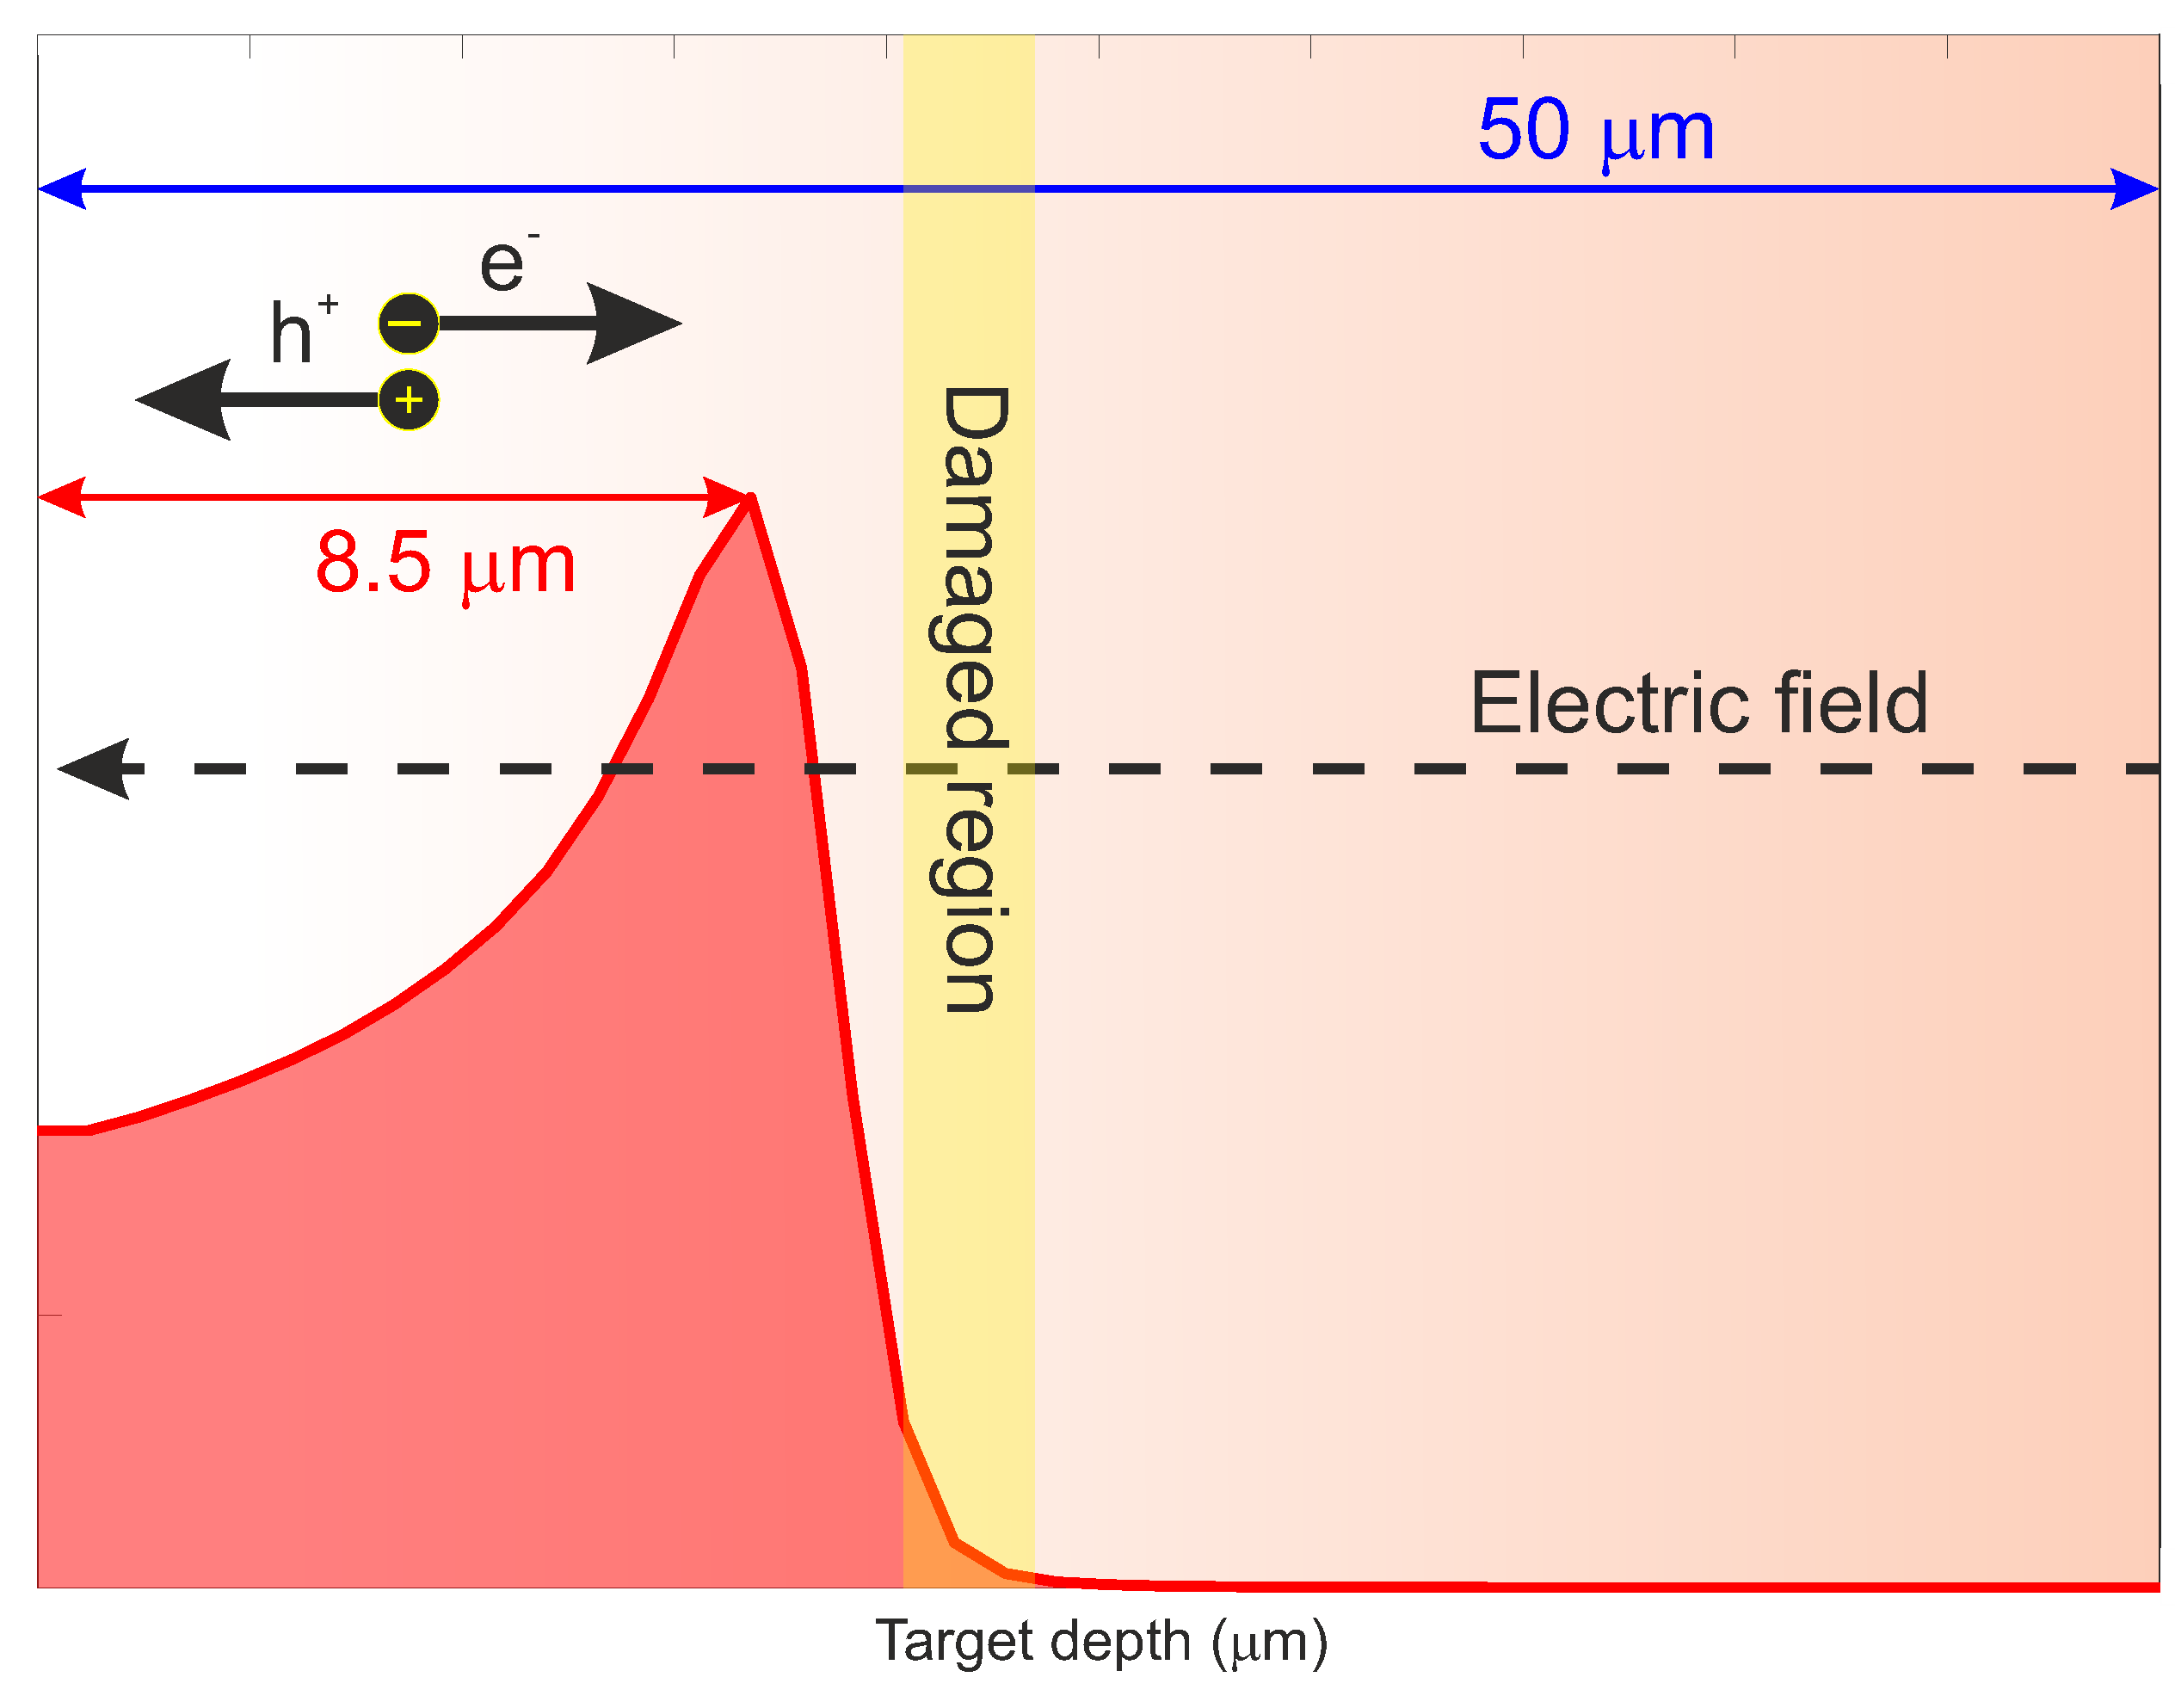 50 μm
e⁻
h⁺
−
+
8.5 μm
Damaged region
Electric field
Target depth (μm)